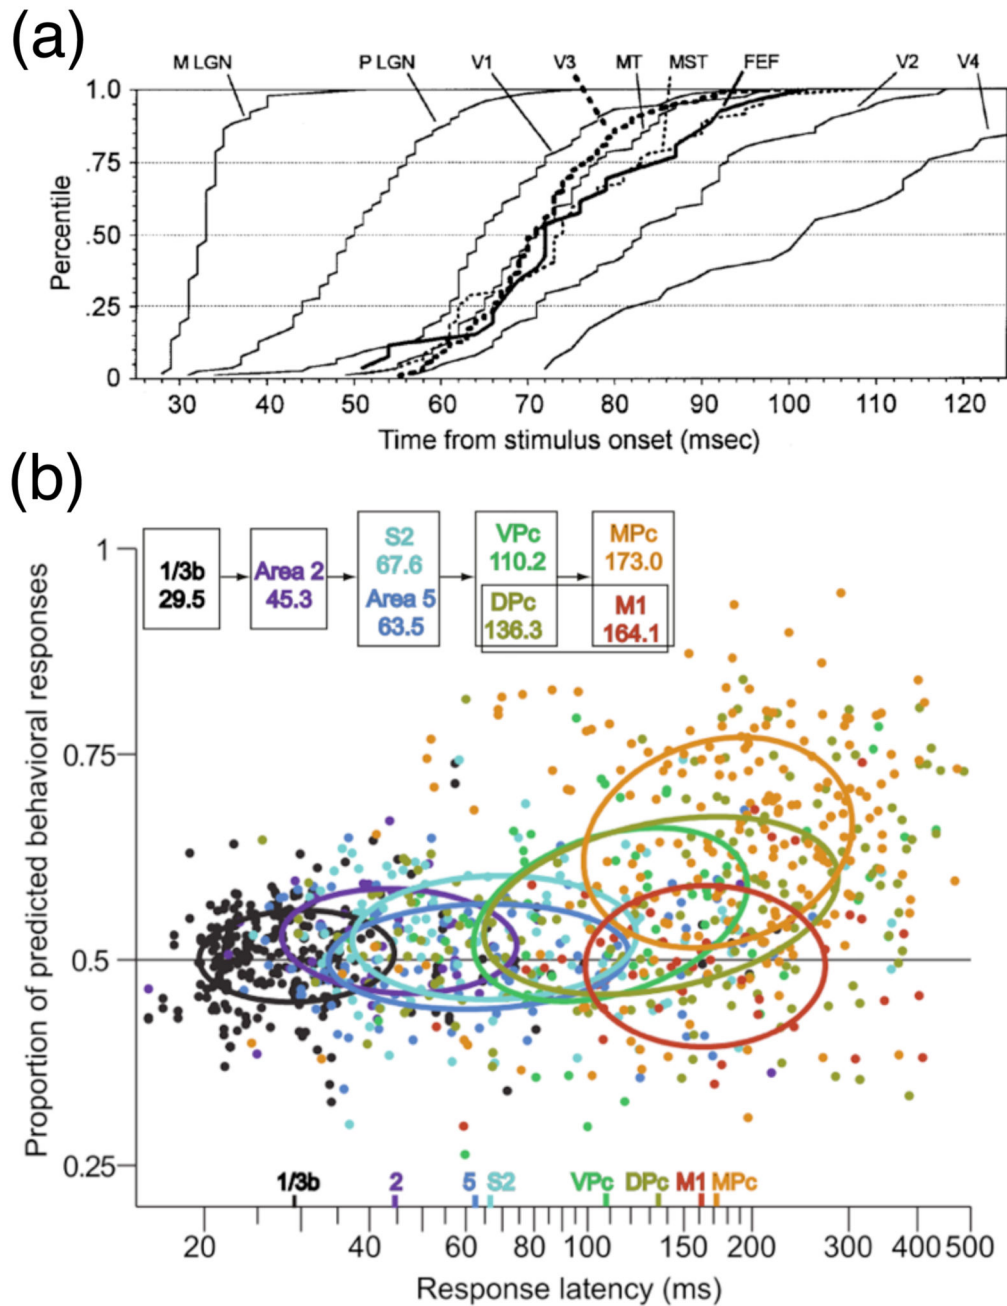 (a)
M LGN P LGN V1 V3 MT MST FEF V2 V4
1.0
.75
.50
.25
0
Percentile
30 40 50 60 70 80 90 100 110 120
Time from stimulus onset (msec)
(b)
1/3b
29.5
Area 2
45.3
S2
67.6
Area 5
63.5
VPc
110.2
DPc
136.3
MPc
173.0
M1
164.1
1
0.75
0.5
0.25
Proportion of predicted behavioral responses
1/3b 2 5 S2 VPc DPc M1 MPc
20 40 60 80 100 150 200 300 400 500
Response latency (ms)